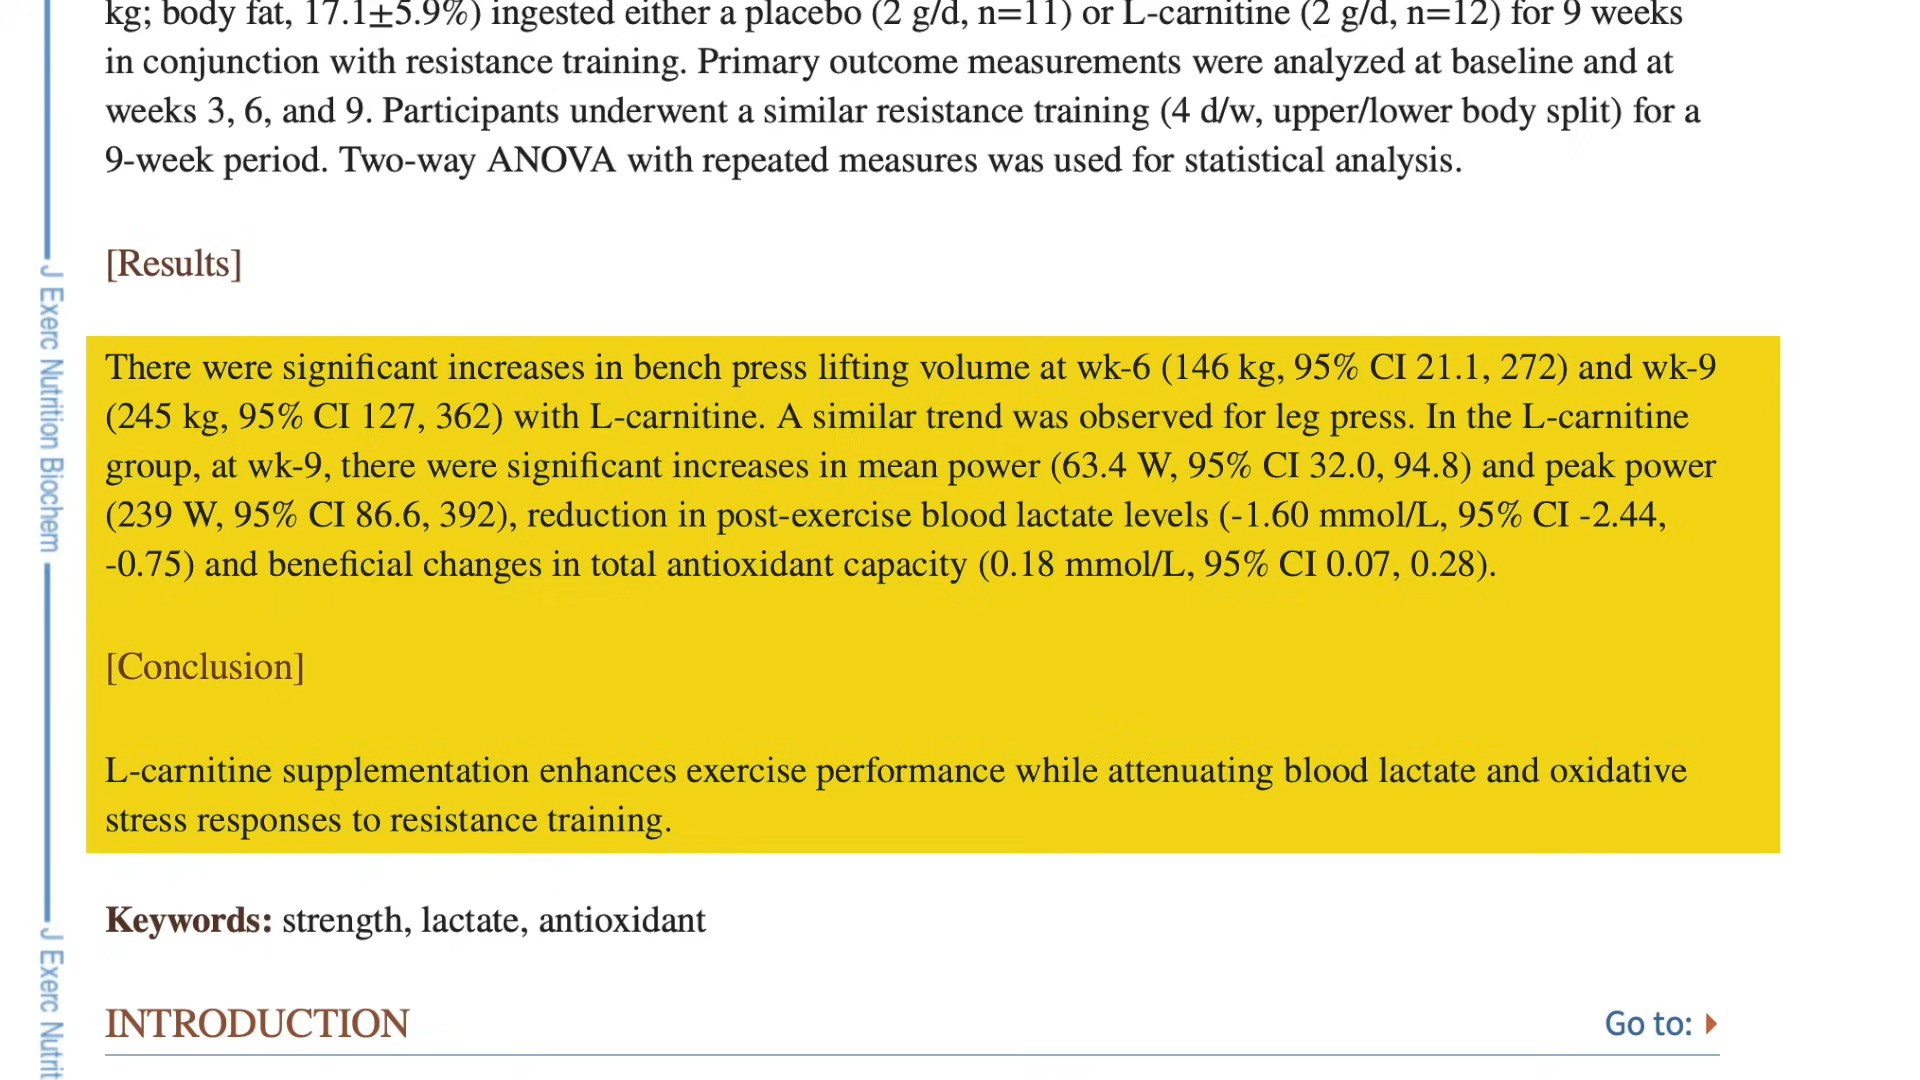 kg; body fat, 17.1±5.9%) ingested either a placebo (2 g/d, n=11) or L-carnitine (2 g/d, n=12) for 9 weeks
in conjunction with resistance training. Primary outcome measurements were analyzed at baseline and at
weeks 3, 6, and 9. Participants underwent a similar resistance training (4 d/w, upper/lower body split) for a
9-week period. Two-way ANOVA with repeated measures was used for statistical analysis.
[Results]
There were significant increases in bench press lifting volume at wk-6 (146 kg, 95% CI 21.1, 272) and wk-9
(245 kg, 95% CI 127, 362) with L-carnitine. A similar trend was observed for leg press. In the L-carnitine
group, at wk-9, there were significant increases in mean power (63.4 W, 95% CI 32.0, 94.8) and peak power
(239 W, 95% CI 86.6, 392), reduction in post-exercise blood lactate levels (-1.60 mmol/L, 95% CI -2.44,
-0.75) and beneficial changes in total antioxidant capacity (0.18 mmol/L, 95% CI 0.07, 0.28).
[Conclusion]
L-carnitine supplementation enhances exercise performance while attenuating blood lactate and oxidative
stress responses to resistance training.
Keywords: strength, lactate, antioxidant
INTRODUCTION
Go to:
J Exerc Nutrition Biochem
J Exerc Nutrit